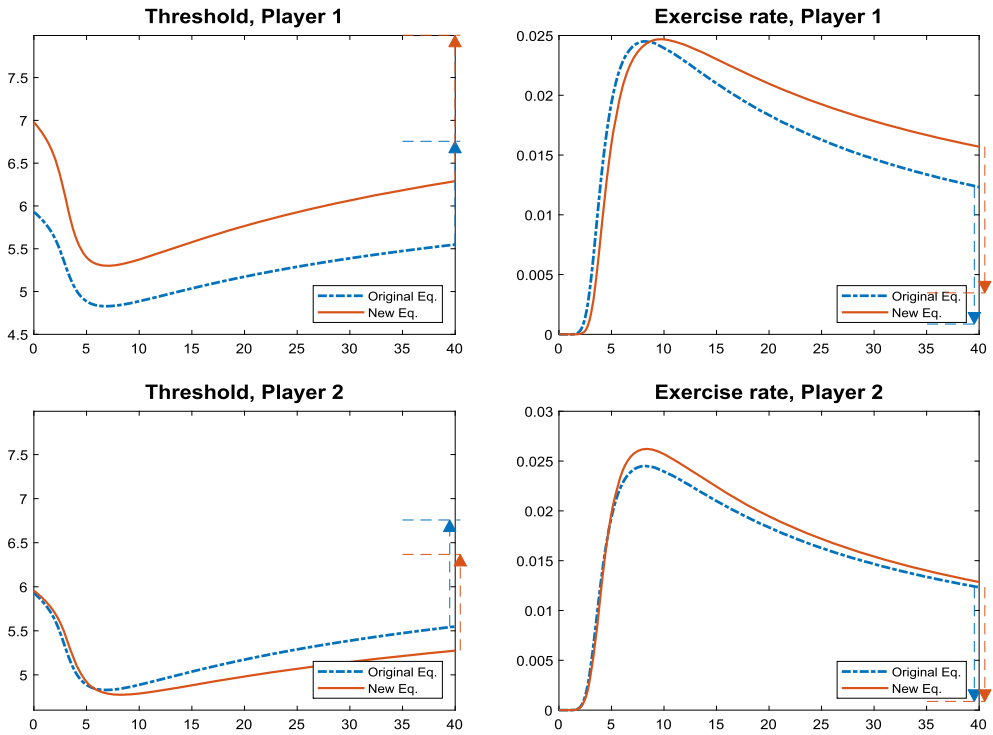 Threshold, Player 1
7.5
7
6.5
6
5.5
5
4.5
0 5 10 15 20 25 30 35 40
Original Eq.
New Eq.
Exercise rate, Player 1
0.025
0.02
0.015
0.01
0.005
0
0 5 10 15 20 25 30 35 40
Original Eq.
New Eq.
Threshold, Player 2
7.5
7
6.5
6
5.5
5
0 5 10 15 20 25 30 35 40
Original Eq.
New Eq.
Exercise rate, Player 2
0.03
0.025
0.02
0.015
0.01
0.005
0
0 5 10 15 20 25 30 35 40
Original Eq.
New Eq.